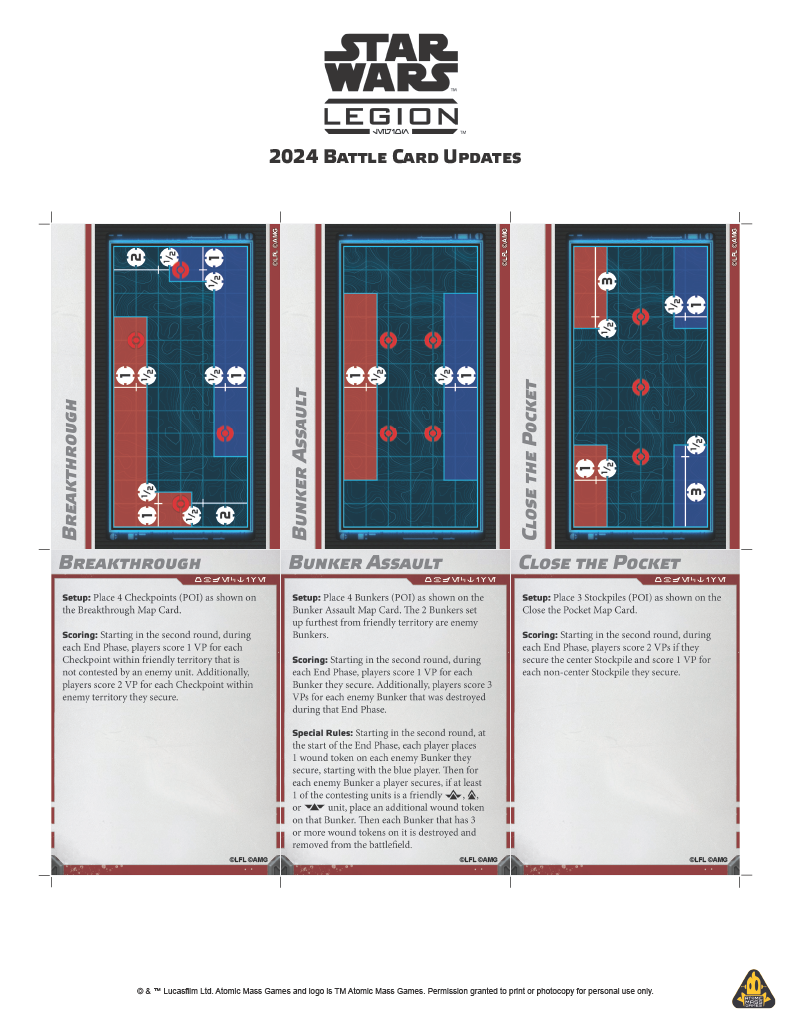 STAR
WARS
™
LEGION
™
2024 Battle Card Updates
2
½
1
½
1
½
½
1
½
1
½
2
Breakthrough
©LFL ©AMG
1
½
½
1
Bunker Assault
©LFL ©AMG
3
½
½
1
1
½
½
3
Close the Pocket
©LFL ©AMG
Breakthrough
Setup: Place 4 Checkpoints (POI) as shown on
the Breakthrough Map Card.
Scoring: Starting in the second round, during
each End Phase, players score 1 VP for each
Checkpoint within friendly territory that is
not contested by an enemy unit. Additionally,
players score 2 VP for each Checkpoint within
enemy territory they secure.
©LFL ©AMG
Bunker Assault
Setup: Place 4 Bunkers (POI) as shown on the
Bunker Assault Map Card. The 2 Bunkers set
up furthest from friendly territory are enemy
Bunkers.
Scoring: Starting in the second round, during
each End Phase, players score 1 VP for each
Bunker they secure. Additionally, players score 3
VPs for each enemy Bunker that was destroyed
during that End Phase.
Special Rules: Starting in the second round, at
the start of the End Phase, each player places
1 wound token on each enemy Bunker they
secure, starting with the blue player. Then for
each enemy Bunker a player secures, if at least
1 of the contesting units is a friendly , ,
or unit, place an additional wound token
on that Bunker. Then each Bunker that has 3
or more wound tokens on it is destroyed and
removed from the battlefield.
©LFL ©AMG
Close the Pocket
Setup: Place 3 Stockpiles (POI) as shown on the
Close the Pocket Map Card.
Scoring: Starting in the second round, during
each End Phase, players score 2 VPs if they
secure the center Stockpile and score 1 VP for
each non-center Stockpile they secure.
©LFL ©AMG
© & ™ Lucasfilm Ltd. Atomic Mass Games and logo is TM Atomic Mass Games. Permission granted to print or photocopy for personal use only.
ATOMIC
MASS
GAMES